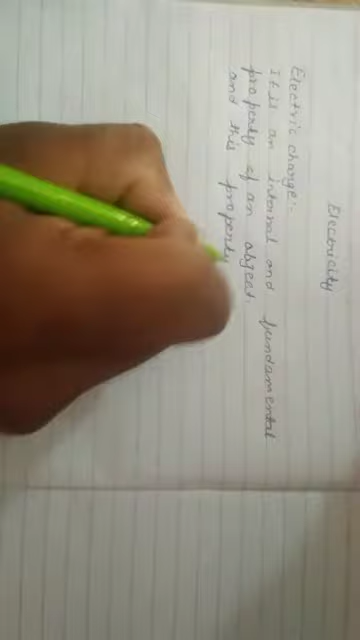 Electricity
Electric charge:-
It is an internal and fundamental
property of an object.
and this property